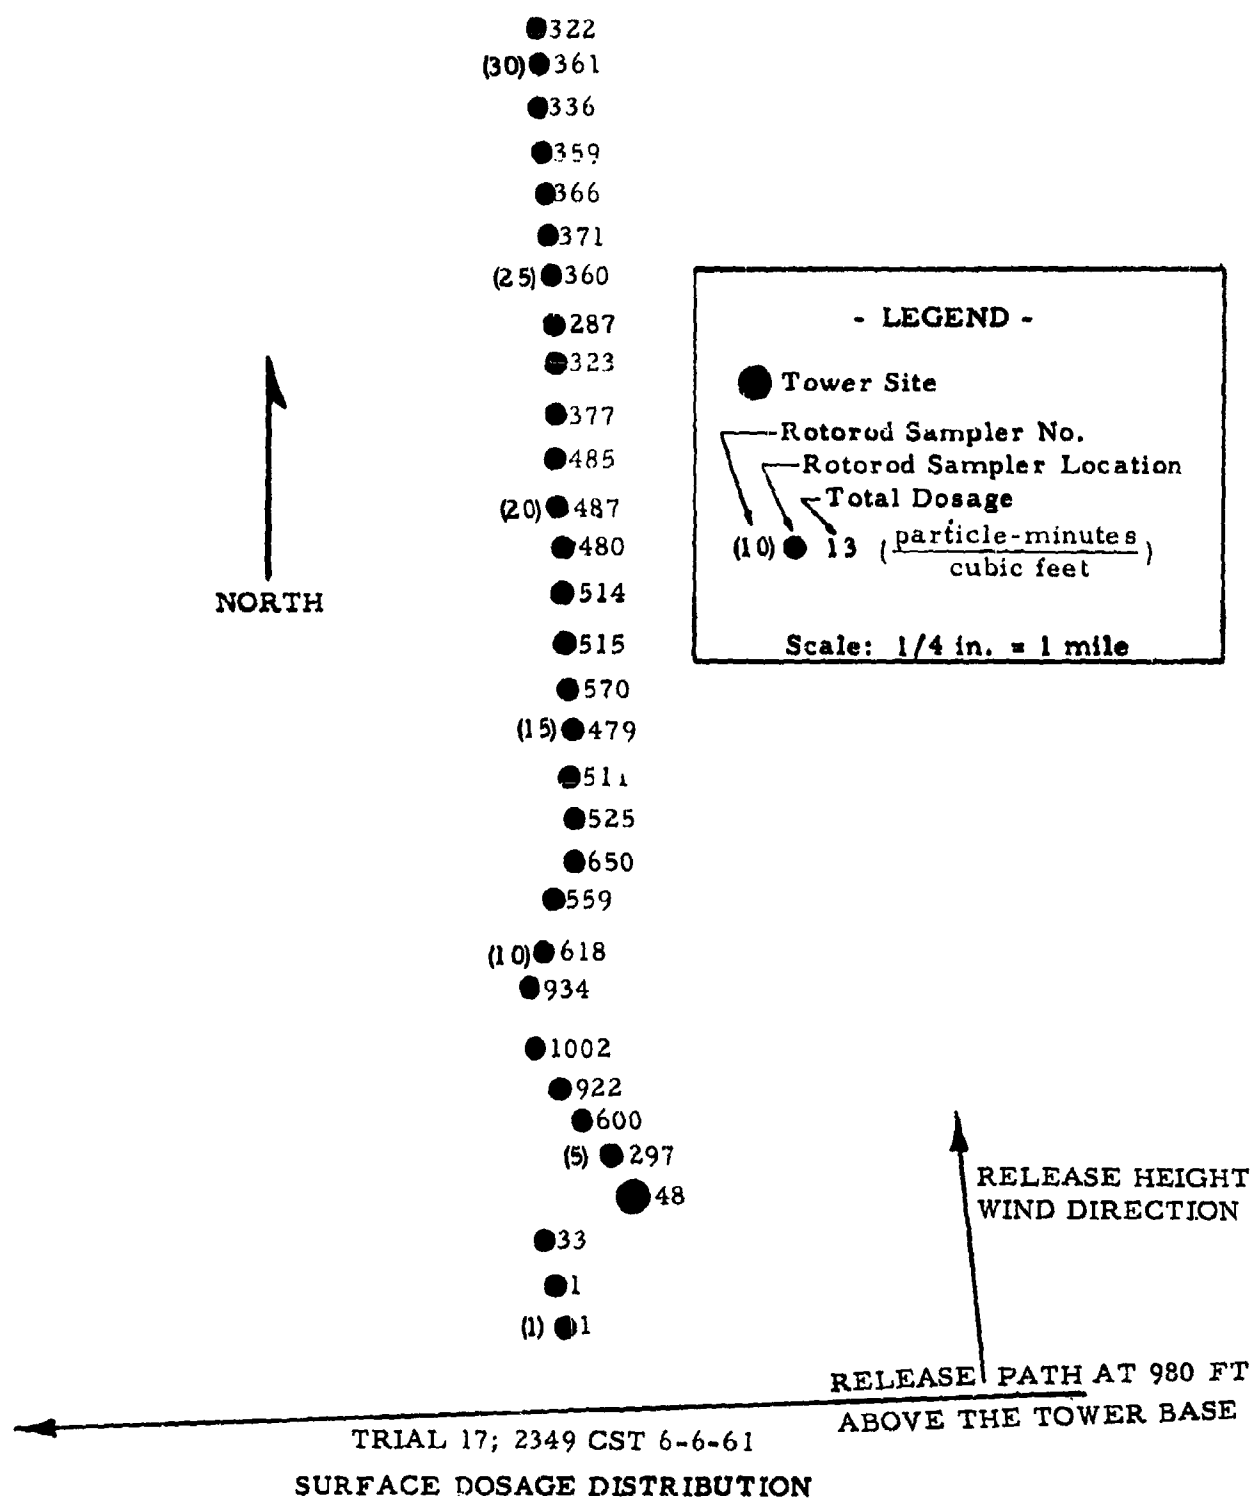 322
(30) 361
336
359
366
371
(25) 360
287
323
377
485
(20) 487
480
514
515
570
(15) 479
511
525
650
559
(10) 618
934
1002
922
600
(5) 297
48
33
1
(1) 1
NORTH
- LEGEND -
Tower Site
Rotorod Sampler No.
Rotorod Sampler Location
Total Dosage
(10) 13 (particle-minutes
cubic feet)
Scale: 1/4 in. = 1 mile
RELEASE HEIGHT
WIND DIRECTION
RELEASE PATH AT 980 FT
ABOVE THE TOWER BASE
TRIAL 17; 2349 CST 6-6-61
SURFACE DOSAGE DISTRIBUTION